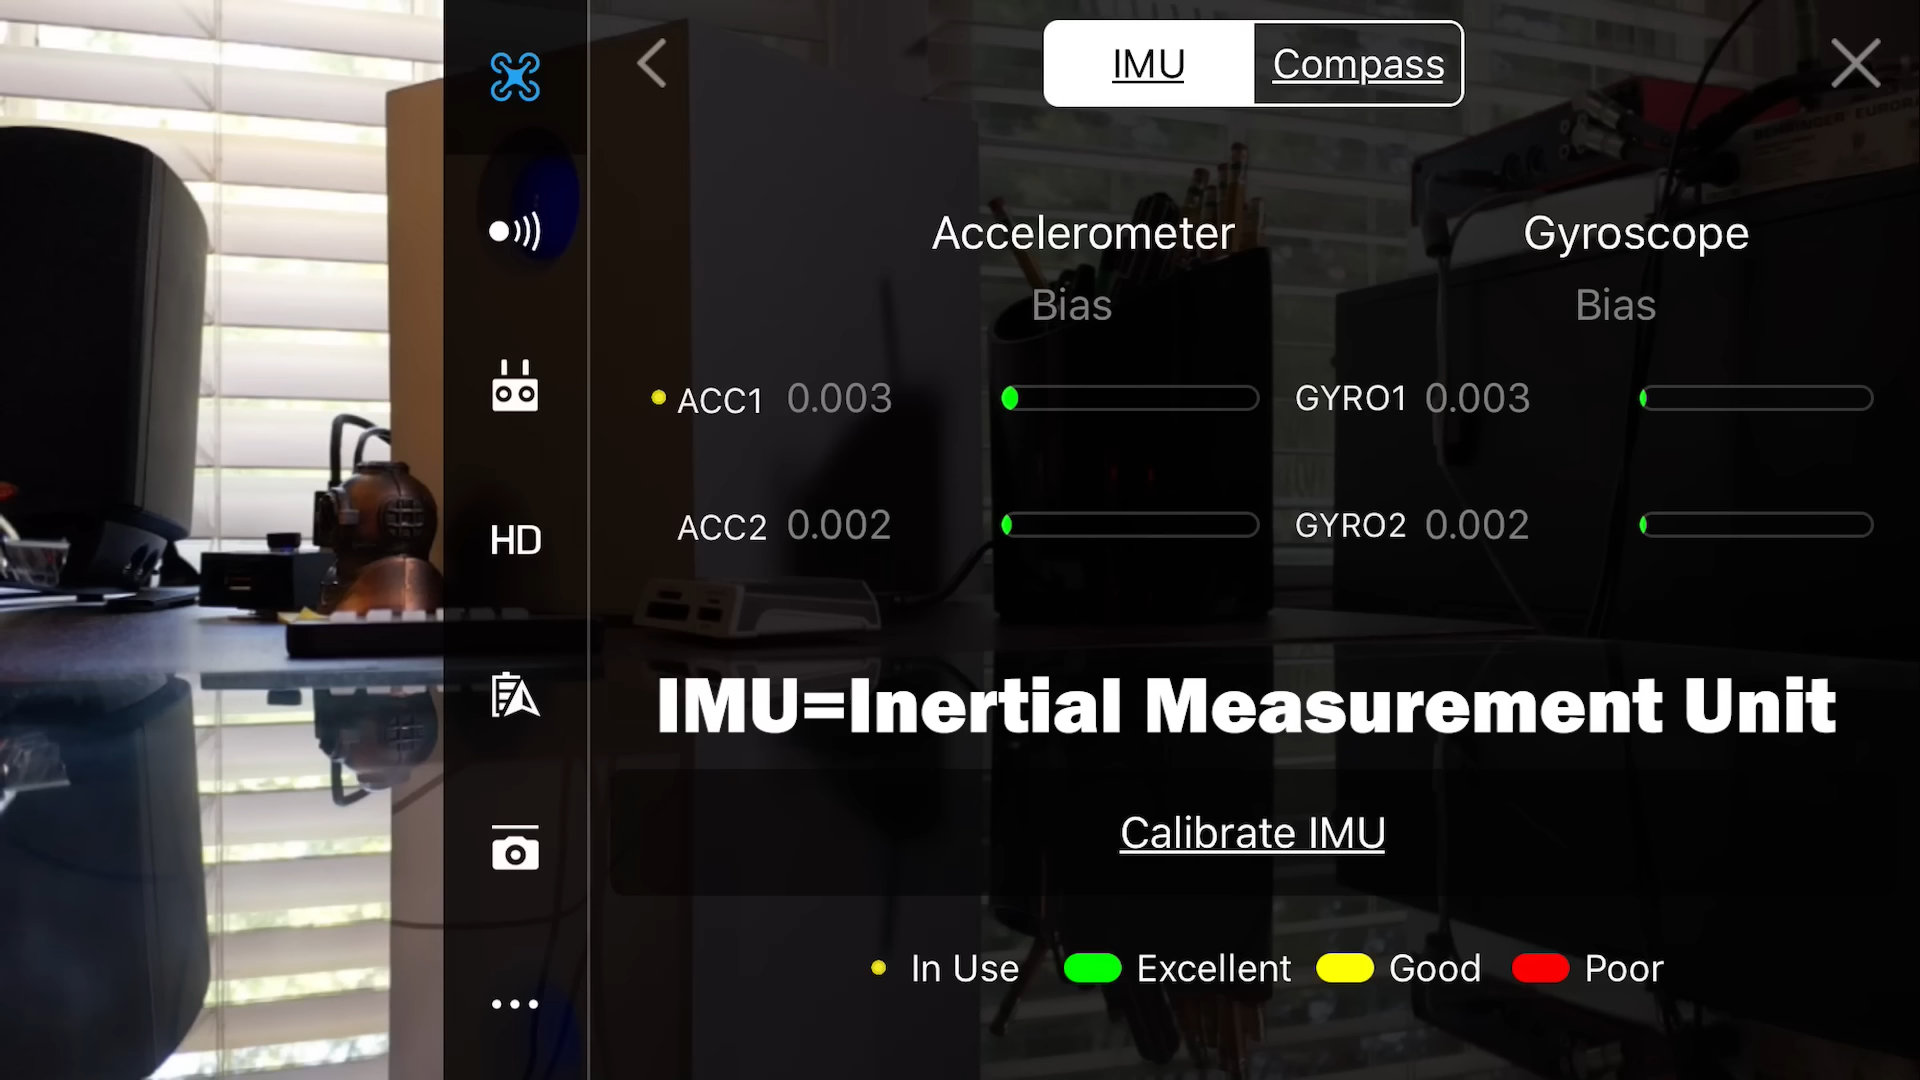 IMU Compass
Accelerometer Gyroscope
Bias Bias
ACC1 0.003 GYRO1 0.003
ACC2 0.002 GYRO2 0.002
HD
IMU=Inertial Measurement Unit
Calibrate IMU
In Use Excellent Good Poor